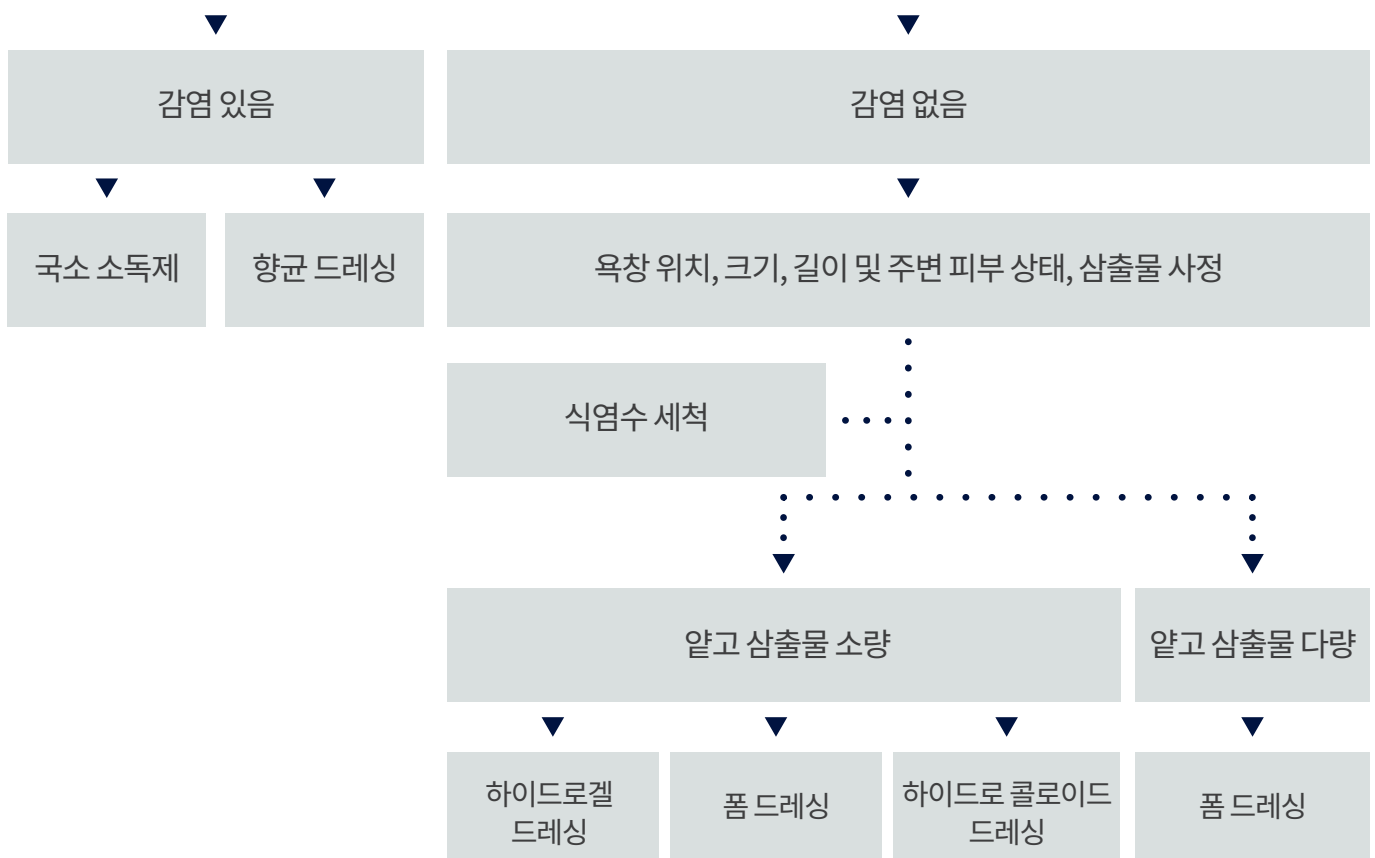 감염 있음
감염 없음
국소 소독제
향균 드레싱
욕창 위치, 크기, 길이 및 주변 피부 상태, 삼출물 사정
식염수 세척
얕고 삼출물 소량
얕고 삼출물 다량
하이드로겔
드레싱
폼 드레싱
하이드로 콜로이드
드레싱
폼 드레싱